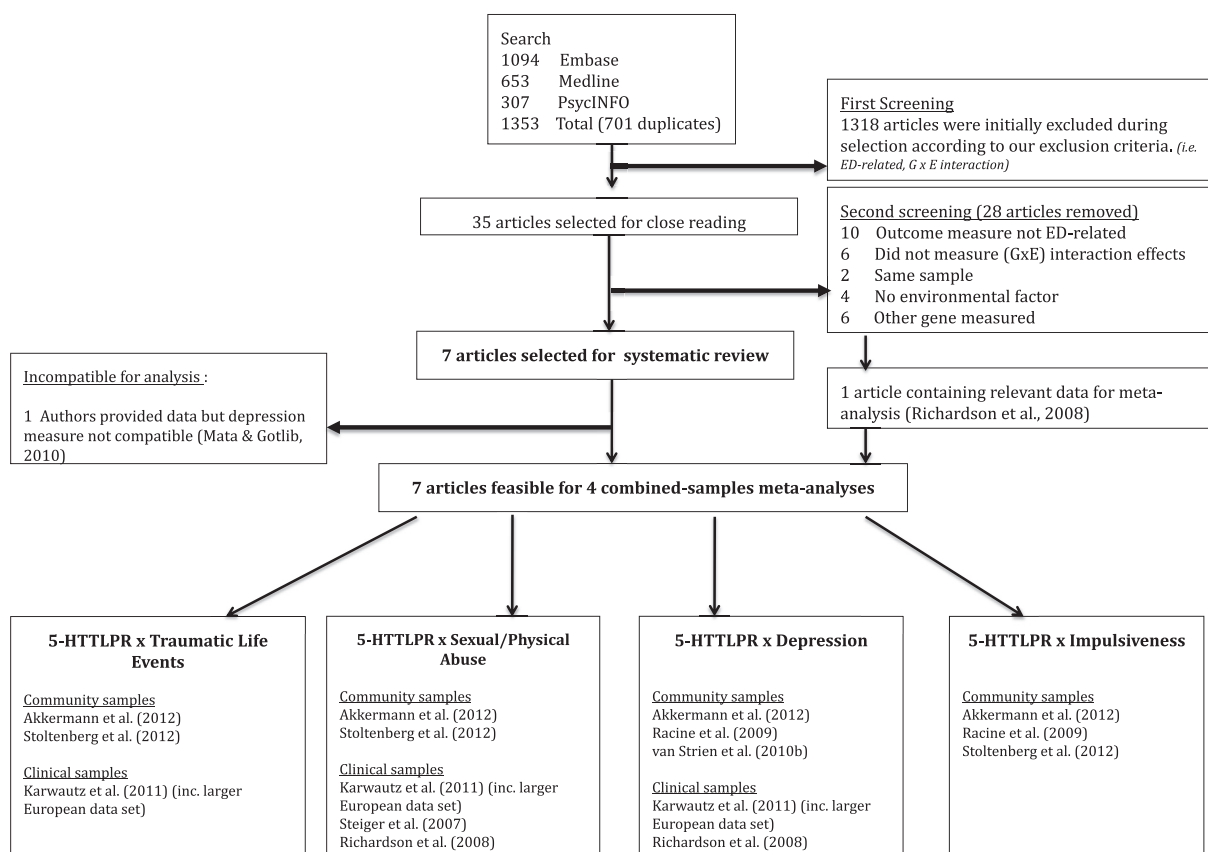 Search
1094 Embase
653 Medline
307 PsycINFO
1353 Total (701 duplicates)
First Screening
1318 articles were initially excluded during
selection according to our exclusion criteria. (i.e.
ED-related, G x E interaction)
35 articles selected for close reading
Second screening (28 articles removed)
10 Outcome measure not ED-related
6 Did not measure (GxE) interaction effects
2 Same sample
4 No environmental factor
6 Other gene measured
7 articles selected for systematic review
Incompatible for analysis :
1 Authors provided data but depression
measure not compatible (Mata & Gotlib,
2010)
1 article containing relevant data for meta-
analysis (Richardson et al., 2008)
7 articles feasible for 4 combined-samples meta-analyses
5-HTTLPR x Traumatic Life
Events
Community samples
Akkermann et al. (2012)
Stoltenberg et al. (2012)
Clinical samples
Karwautz et al. (2011) (inc. larger
European data set)
5-HTTLPR x Sexual/Physical
Abuse
Community samples
Akkermann et al. (2012)
Stoltenberg et al. (2012)
Clinical samples
Karwautz et al. (2011) (inc. larger
European data set)
Steiger et al. (2007)
Richardson et al. (2008)
5-HTTLPR x Depression
Community samples
Akkermann et al. (2012)
Racine et al. (2009)
van Strien et al. (2010b)
Clinical samples
Karwautz et al. (2011) (inc. larger
European data set)
Richardson et al. (2008)
5-HTTLPR x Impulsiveness
Community samples
Akkermann et al. (2012)
Racine et al. (2009)
Stoltenberg et al. (2012)